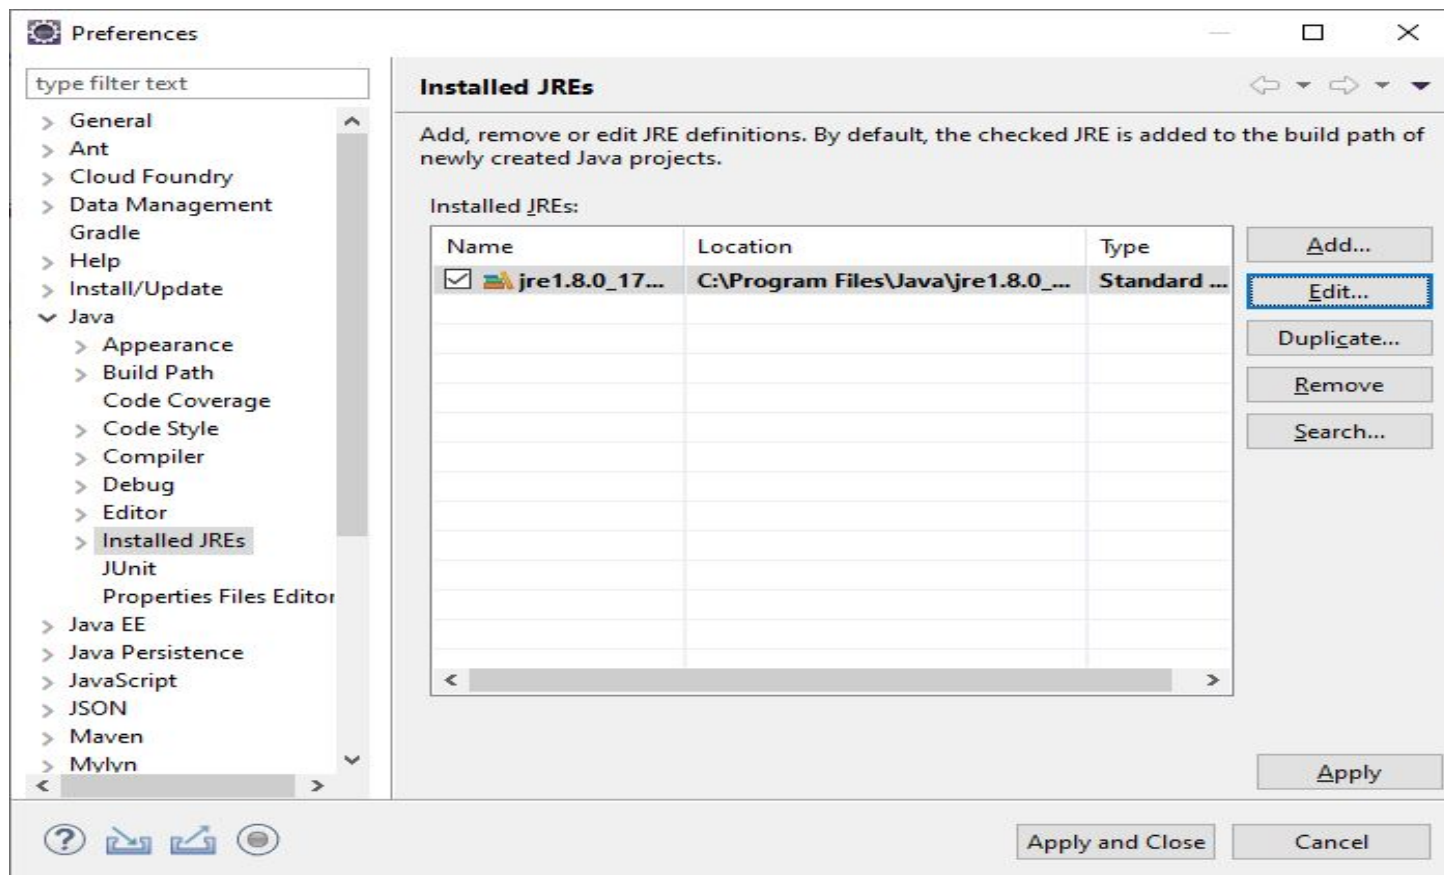 Preferences
type filter text
General
Ant
Cloud Foundry
Data Management
Gradle
Help
Install/Update
Java
Appearance
Build Path
Code Coverage
Code Style
Compiler
Debug
Editor
Installed JREs
JUnit
Properties Files Editor
Java EE
Java Persistence
JavaScript
JSON
Maven
Mylyn
Installed JREs
Add, remove or edit JRE definitions. By default, the checked JRE is added to the build path of
newly created Java projects.
Installed JREs:
Name Location Type
jre1.8.0_17... C:\Program Files\Java\jre1.8.0_... Standard ...
Add...
Edit...
Duplicate...
Remove
Search...
Apply
? Apply and Close Cancel